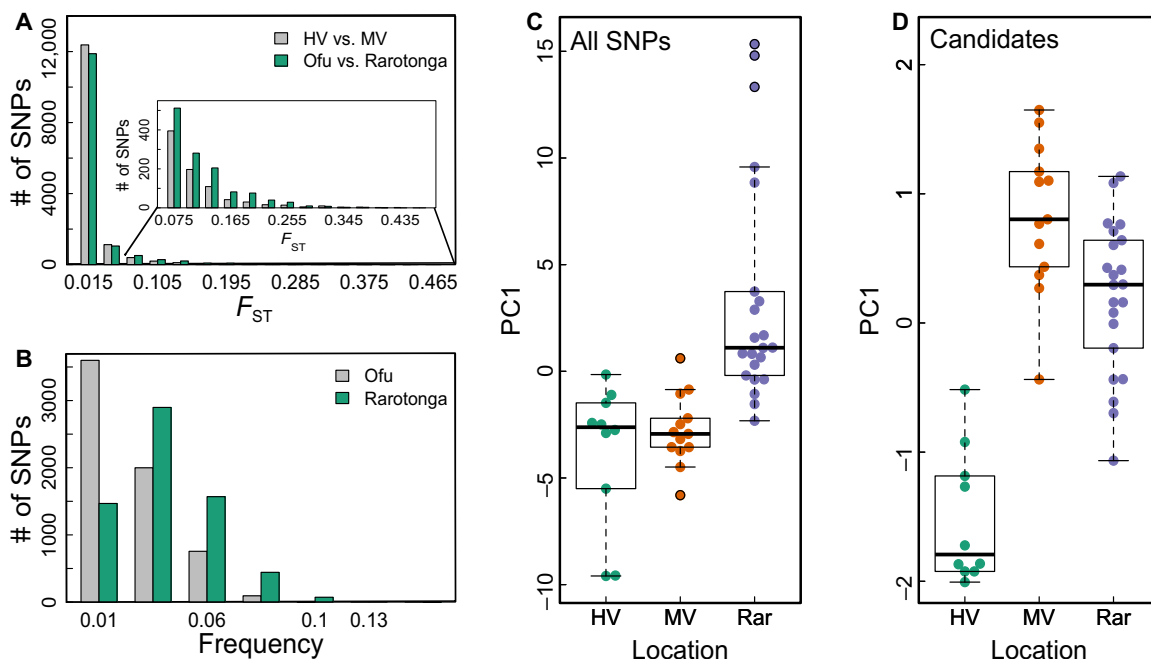 A
HV vs. MV
Ofu vs. Rarotonga
# of SNPs
0
4000
8000
12,000
0.015 0.105 0.195 0.285 0.375 0.465
FST
# of SNPs
0
200
400
0.075 0.165 0.255 0.345 0.435
FST
B
Ofu
Rarotonga
# of SNPs
0
1000
2000
3000
0.01 0.06 0.1 0.13
Frequency
C
All SNPs
PC1
15
10
5
0
−5
−10
HV MV Rar
Location
D
Candidates
PC1
2
1
0
−1
−2
HV MV Rar
Location